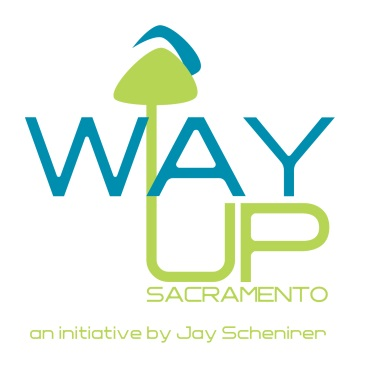 WAY
UP
SACRAMENTO
an initiative by Jay Schenirer